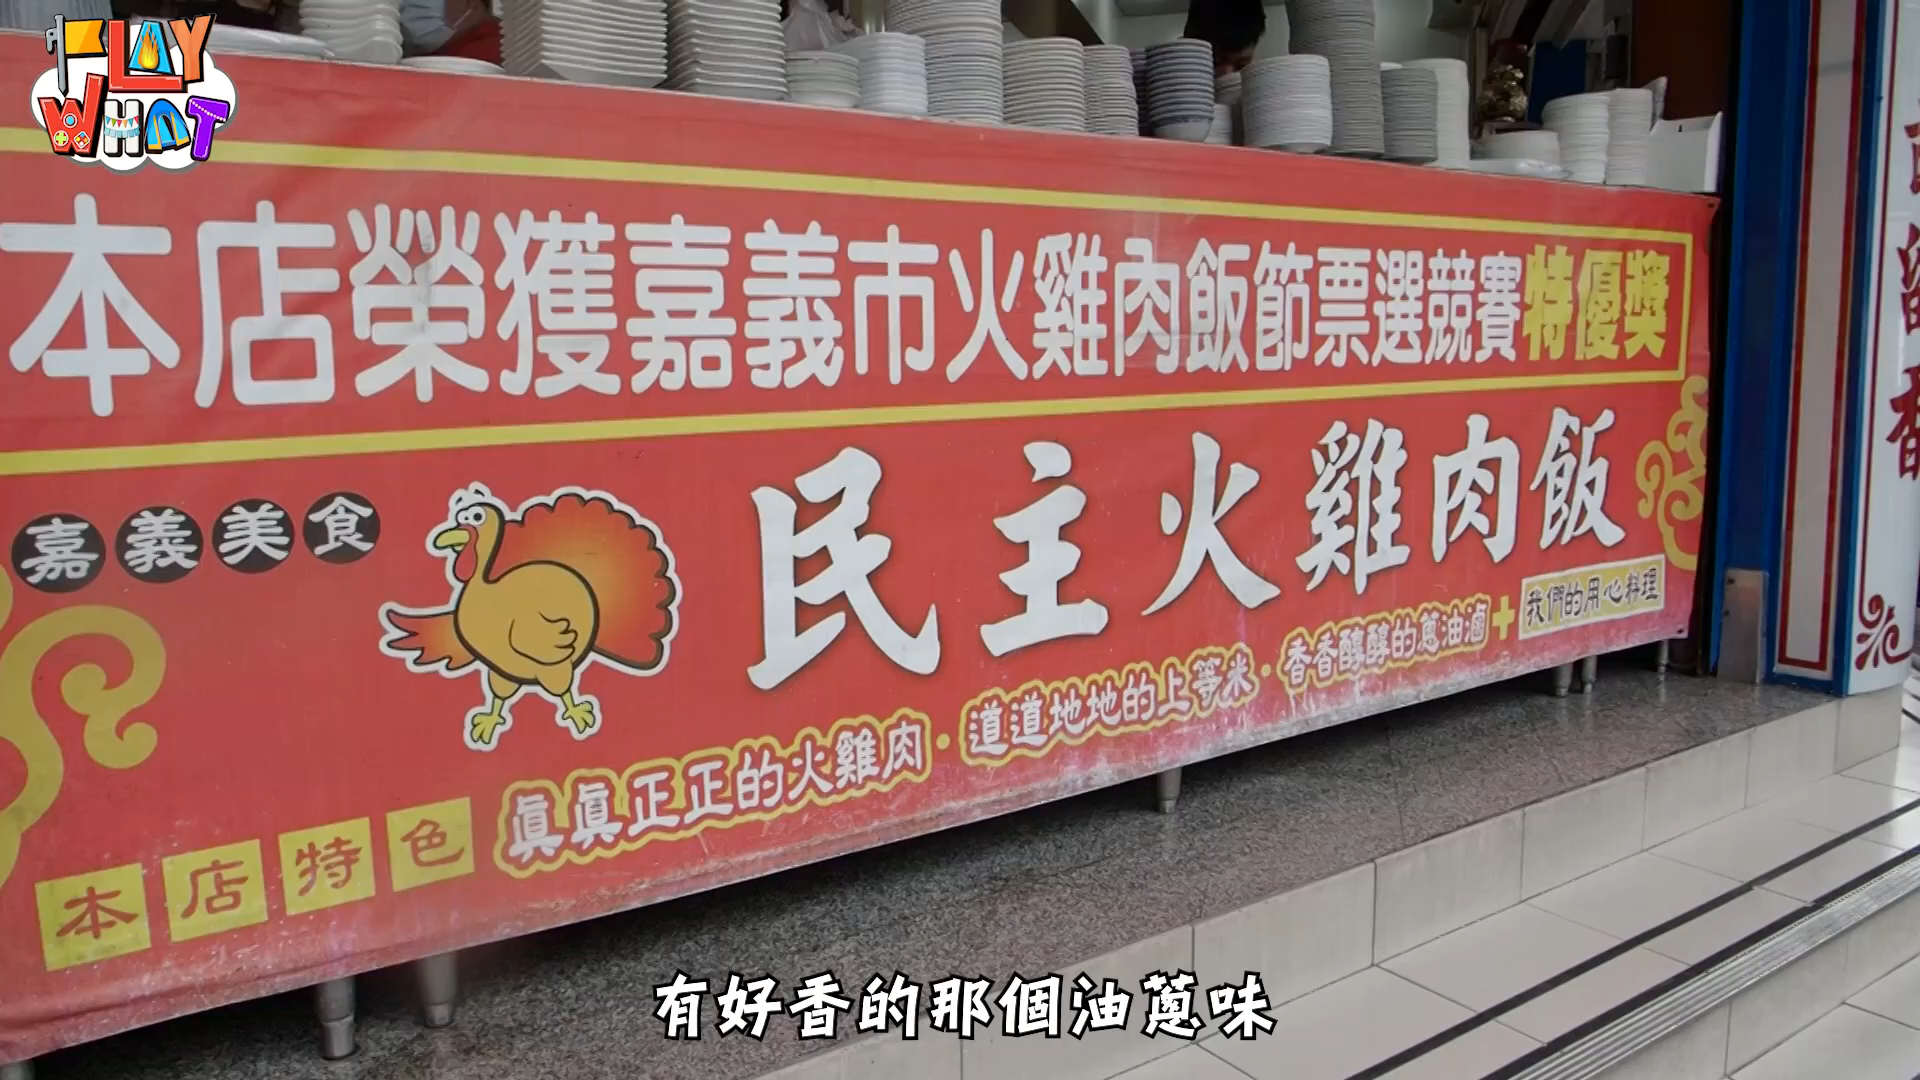 PLAY
WHAT
本店榮獲嘉義市火雞肉飯節票選競賽特優獎
嘉義美食
民主火雞肉飯
本店特色
眞眞正正的火雞肉·道道地地的上等米·香香醇醇的蔥油滷+我們的用心料理
有好香的那個油蔥味